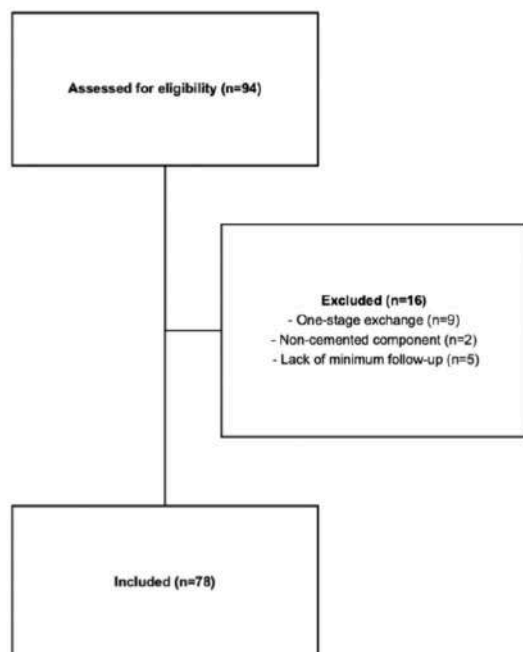 Assessed for eligibility (n=94)
Excluded (n=16)
- One-stage exchange (n=9)
- Non-cemented component (n=2)
- Lack of minimum follow-up (n=5)
Included (n=78)